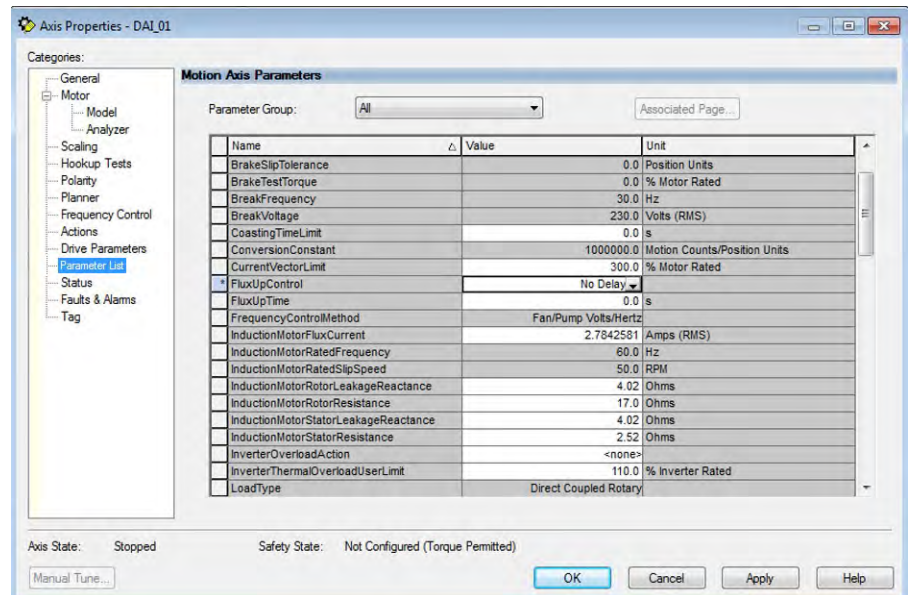 Axis Properties - DAI_01
Categories:
General
Motor
Model
Analyzer
Scaling
Hookup Tests
Polarity
Planner
Frequency Control
Actions
Drive Parameters
Parameter List
Status
Faults & Alarms
Tag
Motion Axis Parameters
Parameter Group: All Associated Page...
Name Value Unit
BrakeSlipTolerance 0.0 Position Units
BrakeTestTorque 0.0 % Motor Rated
BreakFrequency 30.0 Hz
BreakVoltage 230.0 Volts (RMS)
CoastingTimeLimit 0.0 s
ConversionConstant 1000000.0 Motion Counts/Position Units
CurrentVectorLimit 300.0 % Motor Rated
* FluxUpControl No Delay
FluxUpTime 0.0 s
FrequencyControlMethod Fan/Pump Volts/Hertz
InductionMotorFluxCurrent 2.7842581 Amps (RMS)
InductionMotorRatedFrequency 60.0 Hz
InductionMotorRatedSlipSpeed 50.0 RPM
InductionMotorRotorLeakageReactance 4.02 Ohms
InductionMotorRotorResistance 17.0 Ohms
InductionMotorStatorLeakageReactance 4.02 Ohms
InductionMotorStatorResistance 2.52 Ohms
InverterOverloadAction <none>
InverterThermalOverloadUserLimit 110.0 % Inverter Rated
LoadType Direct Coupled Rotary
Axis State: Stopped Safety State: Not Configured (Torque Permitted)
Manual Tune... OK Cancel Apply Help